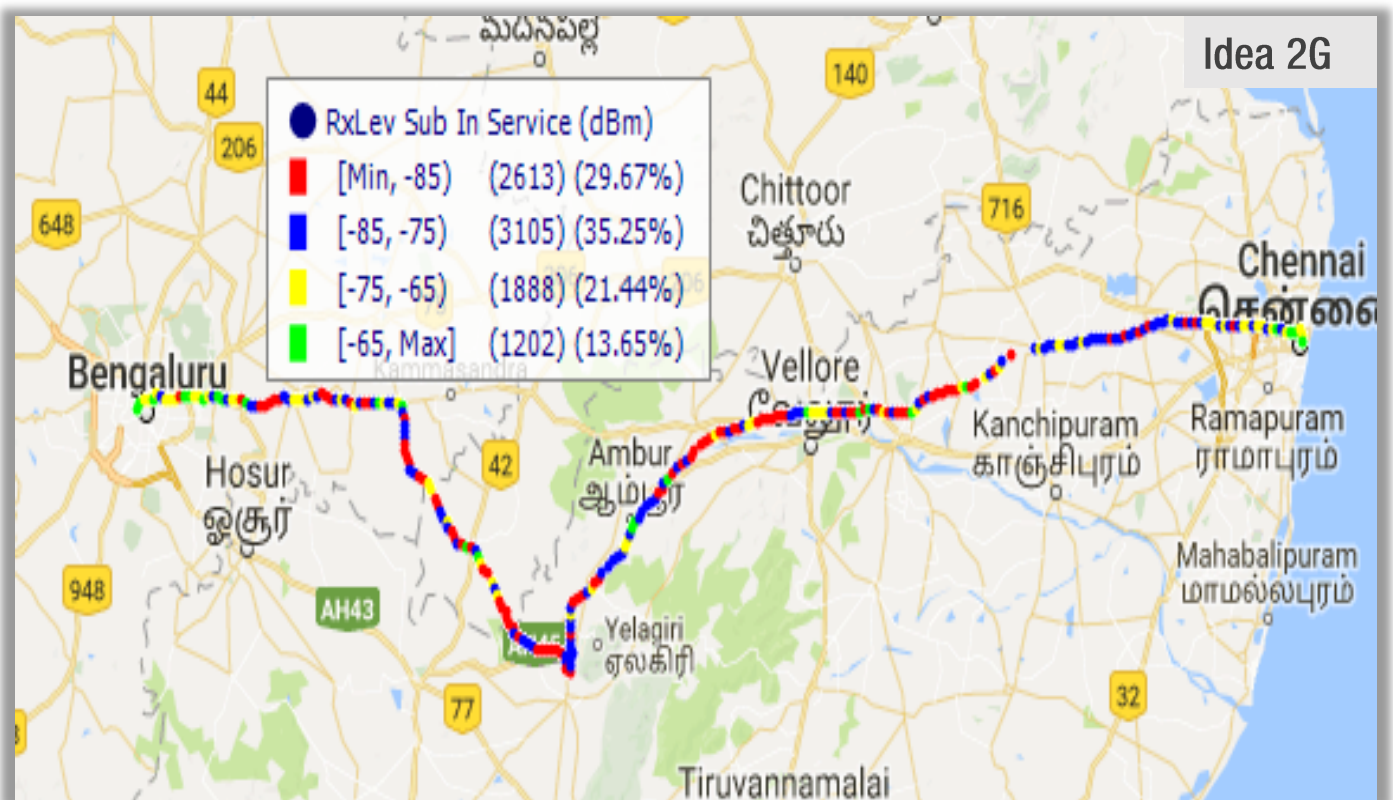 మదనపల్లె
Idea 2G
140
44
206
RxLev Sub In Service (dBm)
[Min, -85) (2613) (29.67%)
[-85, -75) (3105) (35.25%)
[-75, -65) (1888) (21.44%)
[-65, Max] (1202) (13.65%)
648
Chittoor
சித்தூர்
716
Chennai
சென்னை
Kammasandra
Bengaluru
Vellore
வேலூர்
Kanchipuram
காஞ்சிபுரம்
Ramapuram
ராமாபுரம்
Hosur
ஓசூர்
42
Ambur
ஆம்பூர்
Mahabalipuram
மாமல்லபுரம்
948
AH43
Yelagiri
ஏலகிரி
77
32
Tiruvannamalai